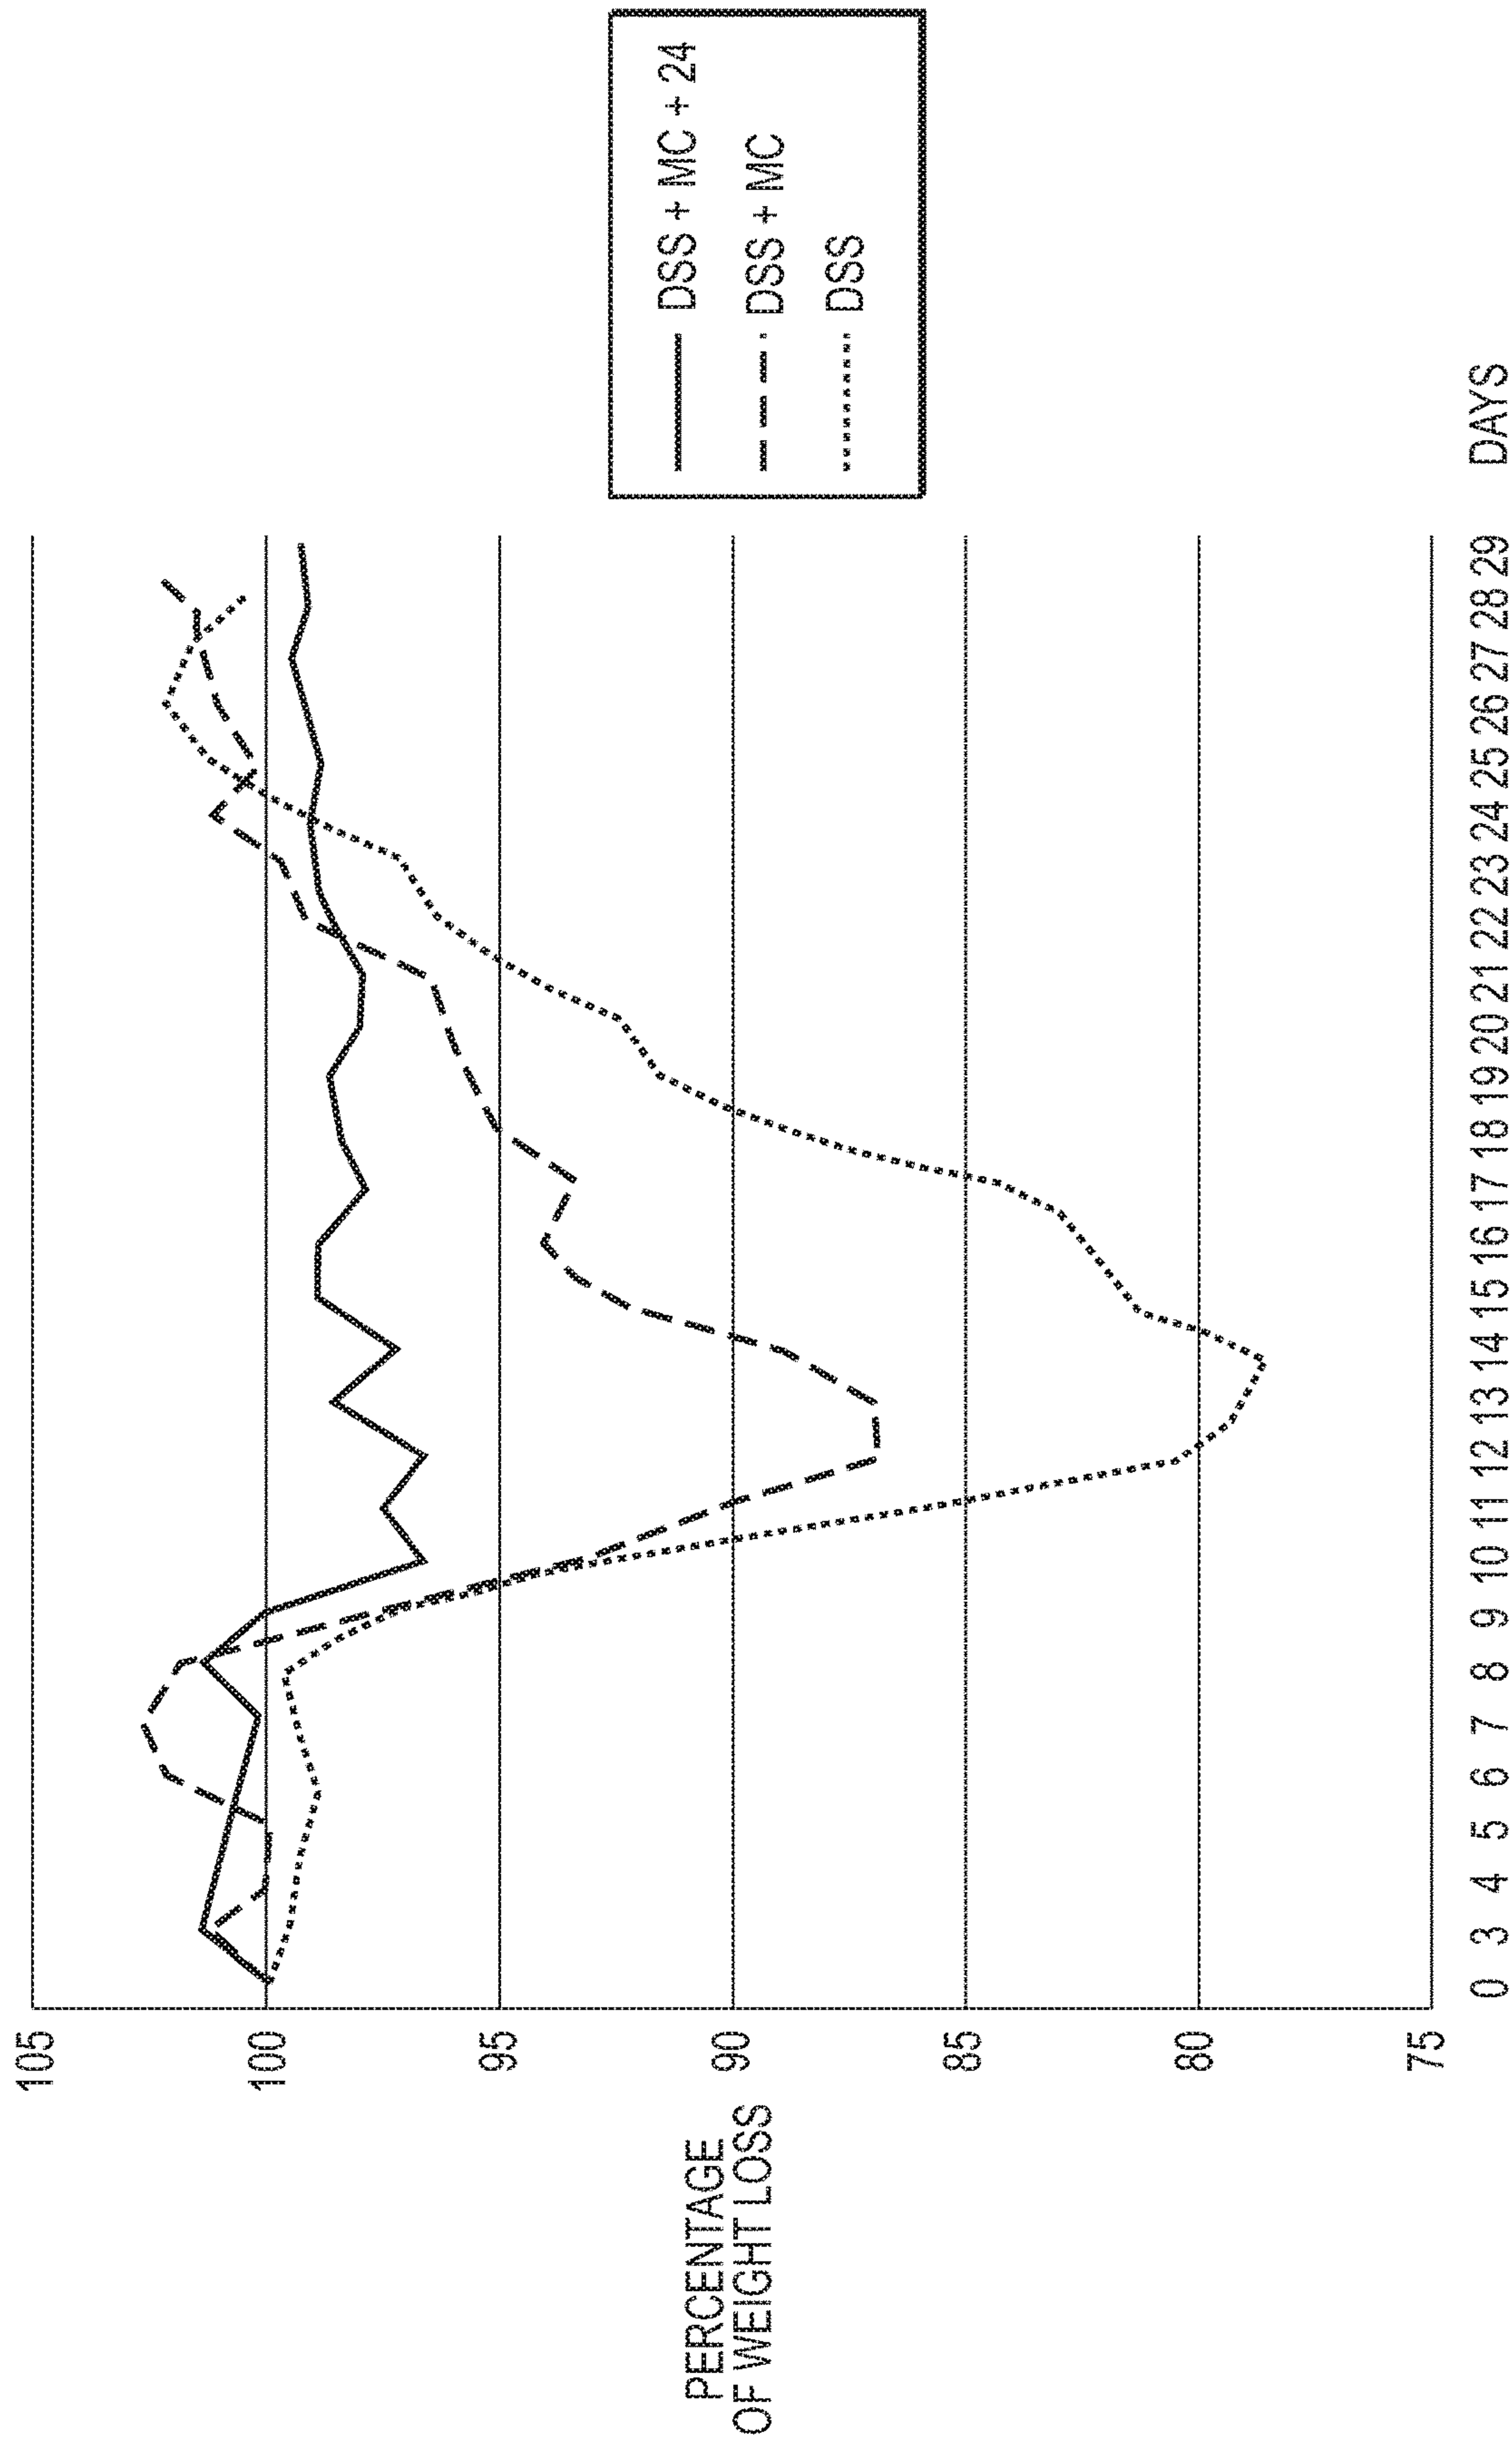 PERCENTAGE
OF WEIGHT LOSS
105
100
95
90
85
80
75
0 3 4 5 6 7 8 9 10 11 12 13 14 15 16 17 18 19 20 21 22 23 24 25 26 27 28 29 DAYS
DSS + MC + 24
DSS + MC
DSS